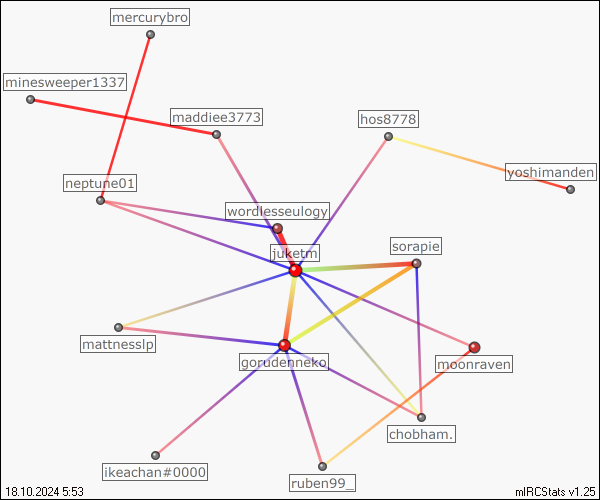 mercurybro
minesweeper1337
maddiee3773
hos8778
yoshimanden
neptune01
wordlesseulogy
sorapie
juketm
mattnesslp
gorudenneko
moonraven
chobham.
ikeachan#0000
ruben99_
18.10.2024 5:53
mIRCStats v1.25